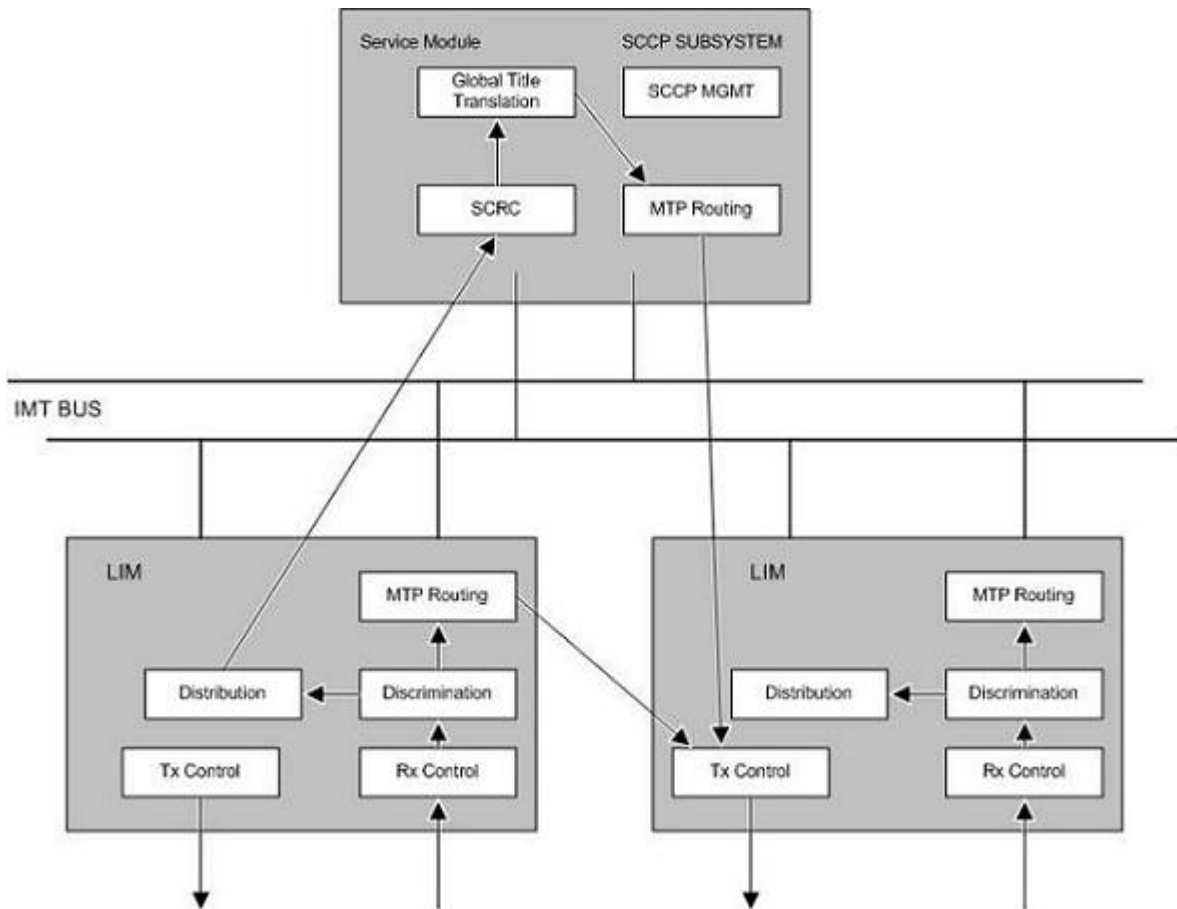 Service Module
SCCP SUBSYSTEM
Global Title
Translation
SCCP MGMT
SCRC
MTP Routing
IMT BUS
LIM
MTP Routing
Distribution
Discrimination
Tx Control
Rx Control
LIM
MTP Routing
Distribution
Discrimination
Tx Control
Rx Control